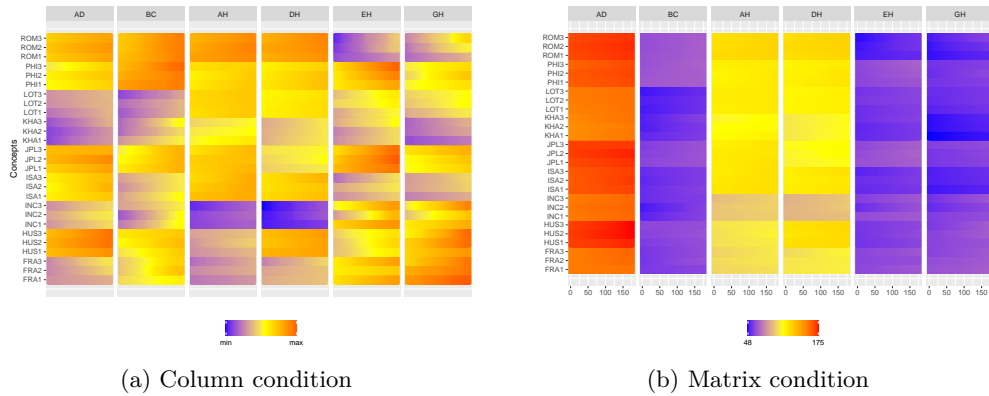 AD BC AH DH EH GH
Concepts
ROM3
ROM2
ROM1
PHI3
PHI2
PHI1
LOT3
LOT2
LOT1
KHA3
KHA2
KHA1
JPL3
JPL2
JPL1
ISA3
ISA2
ISA1
INC3
INC2
INC1
HUS3
HUS2
HUS1
FRA3
FRA2
FRA1
min max
(a) Column condition
AD BC AH DH EH GH
ROM3
ROM2
ROM1
PHI3
PHI2
PHI1
LOT3
LOT2
LOT1
KHA3
KHA2
KHA1
JPL3
JPL2
JPL1
ISA3
ISA2
ISA1
INC3
INC2
INC1
HUS3
HUS2
HUS1
FRA3
FRA2
FRA1
0 50 100 150 0 50 100 150 0 50 100 150 0 50 100 150 0 50 100 150 0 50 100 150
48 175
(b) Matrix condition